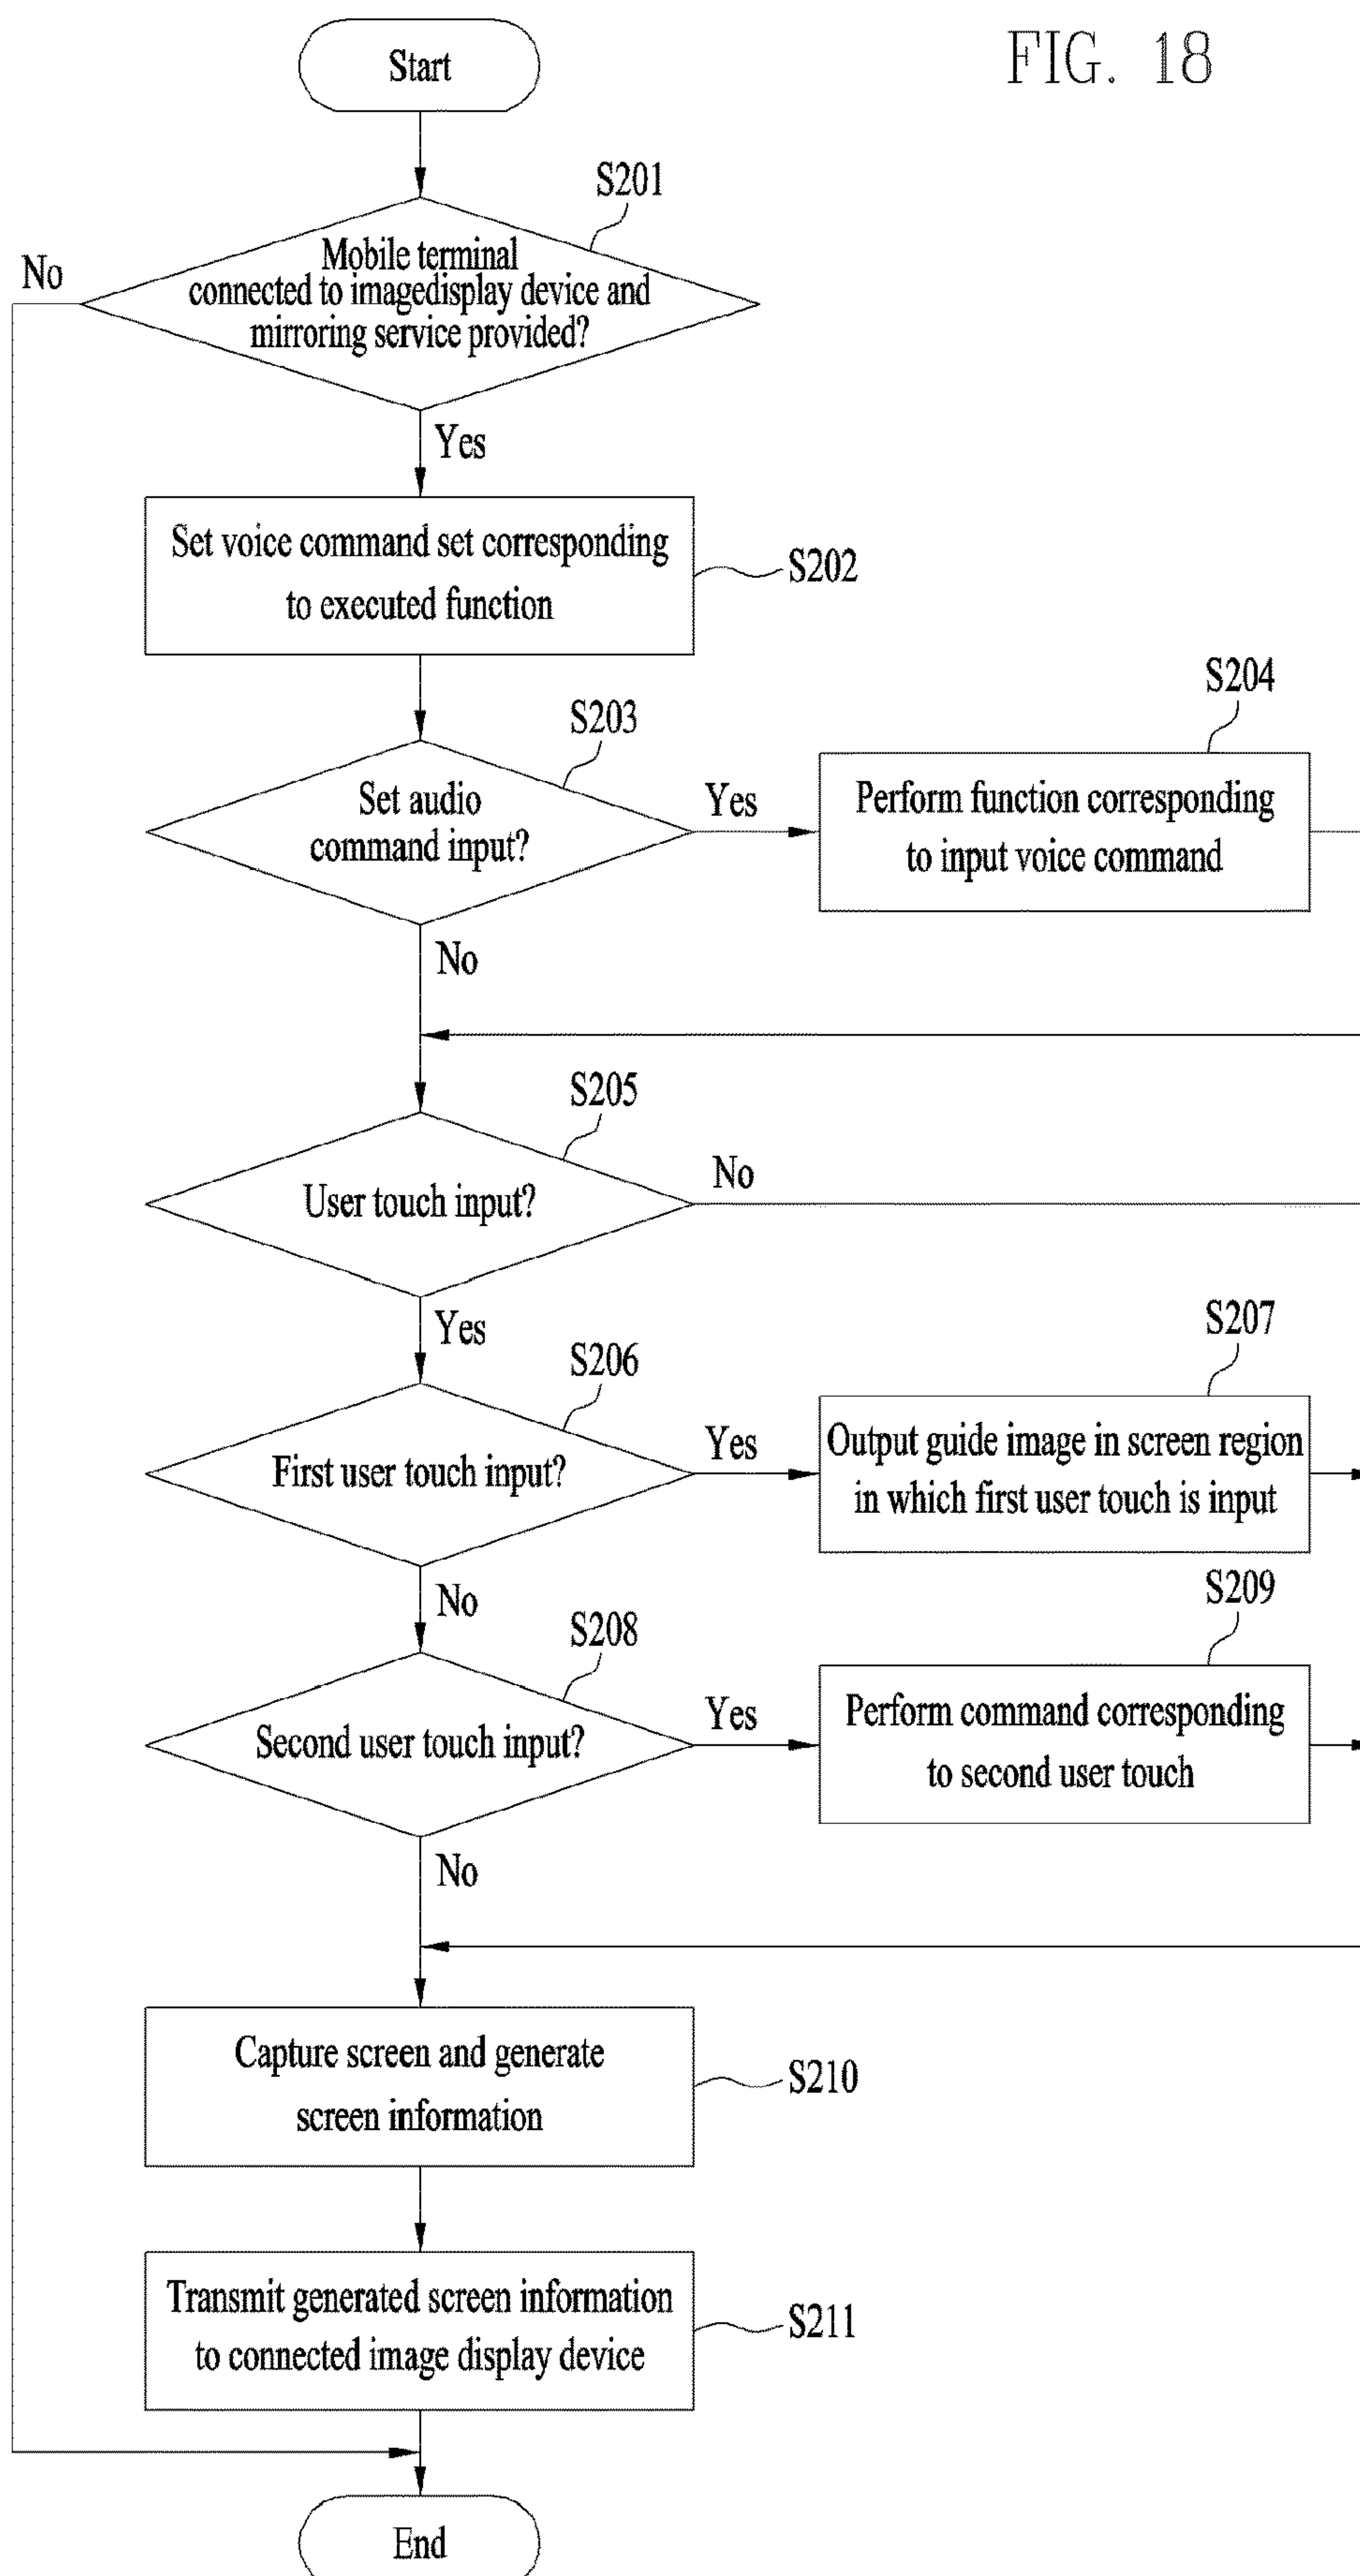 FIG. 18
Start
S201
Mobile terminal
connected to imagedisplay device and
mirroring service provided?
No
Yes
Set voice command set corresponding
to executed function
S202
S203
Set audio
command input?
Yes
S204
Perform function corresponding
to input voice command
No
S205
User touch input?
No
Yes
S206
First user touch input?
Yes
S207
Output guide image in screen region
in which first user touch is input
No
S208
Second user touch input?
Yes
S209
Perform command corresponding
to second user touch
No
Capture screen and generate
screen information
S210
Transmit generated screen information
to connected image display device
S211
End